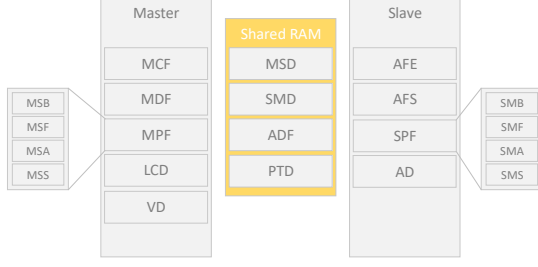 Master
MCF
MDF
MPF
LCD
VD
MSB
MSF
MSA
MSS
Shared RAM
MSD
SMD
ADF
PTD
Slave
AFE
AFS
SPF
AD
SMB
SMF
SMA
SMS